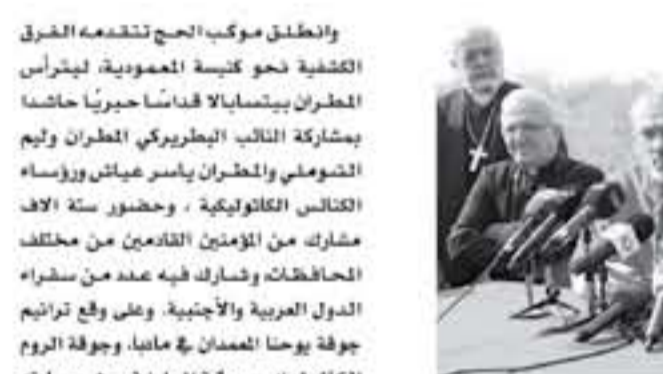 وانطلق موكب الحج تتقدمه الفرق
الكشفية نحو كنيسة المعمودية، ليترأس
المطران بيتسابالا قداسًا حبريًا حاشدا
بمشاركة النائب البطريركي المطران وليم
الشوملي والمطران ياسر عياش ورؤساء
الكنائس الكاثوليكية ، وحضور ستة الاف
مشارك من المؤمنين القادمين من مختلف
المحافظات، وشارك فيه عدد من سفراء
الدول العربية والأجنبية. وعلى وقع ترانيم
جوقة يوحنا المعمدان في مادبا، وجوقة الروم